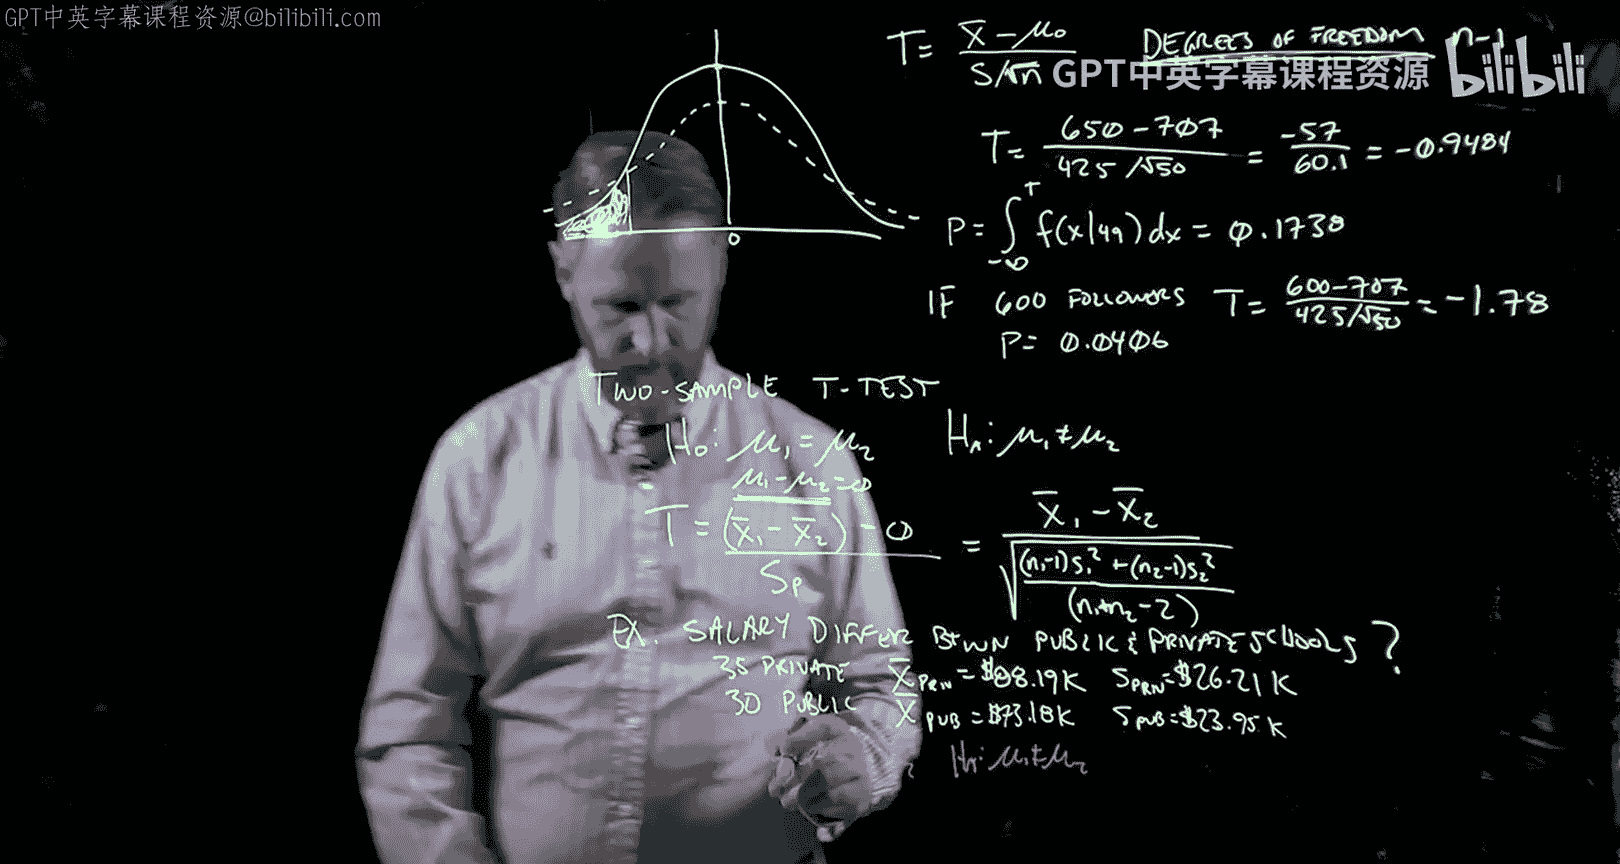 GPT中英字幕课程资源@bilibili.com
T = (x̄ - μ₀)/(S/√n) DEGREES OF FREEDOM n-1
GPT中英字幕课程资源 bilibili
T = (650 - 707)/(425/√50) = -57/60.1 = -0.9484
P = ∫_{-∞}^{T} f(x|49) dx = 0.1738
0
IF 600 FOLLOWERS T = (600-707)/(425/√50) = -1.78
P = 0.0406
TWO-SAMPLE T-TEST
H₀: μ₁ = μ₂ Hₐ: μ₁ ≠ μ₂
μ₁ - μ₂ = 0
T = ((x̄₁ - x̄₂) - 0)/Sp = (x̄₁ - x̄₂)/√(((n₁-1)s₁² + (n₂-1)s₂²)/(n₁+n₂-2))
EX. SALARY DIFFER BTWN PUBLIC & PRIVATE SCHOOLS?
35 PRIVATE x̄PRIV = $88.19K SPRIV = $26.21K
30 PUBLIC x̄PUB = $73.18K SPUB = $23.95K
Hₐ: μ₁ ≠ μ₂